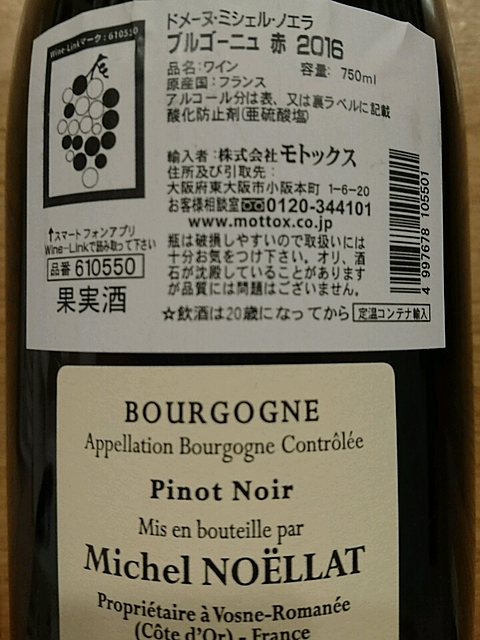 Wine-Linkマーク:610550
ドメーヌ・ミシェル・ノエラ
ブルゴーニュ 赤 2016
品名:ワイン 容量: 750ml
原産国:フランス
アルコール分は表、又は裏ラベルに記載
酸化防止剤(亜硫酸塩)
輸入者:株式会社モトックス
住所及び引取先:
大阪府東大阪市小阪本町 1-6-20
お客様相談室 0120-344101
www.mottox.co.jp
瓶は破損しやすいので取扱いには
十分お気をつけ下さい。オリ、酒
石が沈殿していることがあります
が品質には問題はございません。
↑スマートフォンアプリ
Wine-Linkで読み取って下さい
品番 610550
果実酒
☆飲酒は20歳になってから 定温コンテナ輸入
4 997678 105501
BOURGOGNE
Appellation Bourgogne Contrôlée
Pinot Noir
Mis en bouteille par
Michel NOËLLAT
Propriétaire à Vosne-Romanée
(Côte d'Or) - France